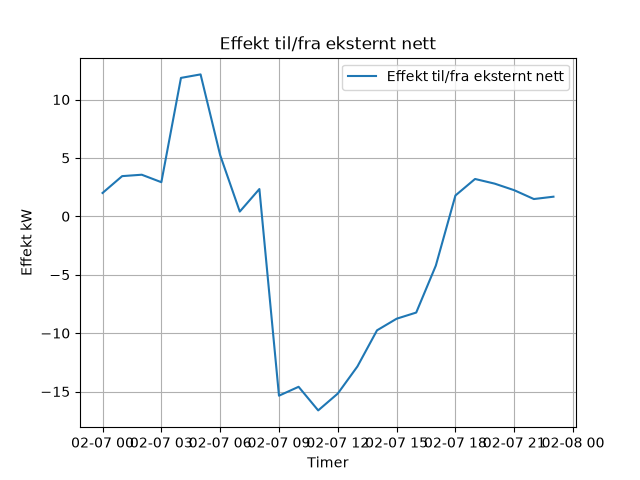 Effekt til/fra eksternt nett
Effekt til/fra eksternt nett
10
5
0
−5
−10
−15
Effekt kW
02-07 00 02-07 03 02-07 06 02-07 09 02-07 12 02-07 15 02-07 18 02-07 21 02-08 00
Timer